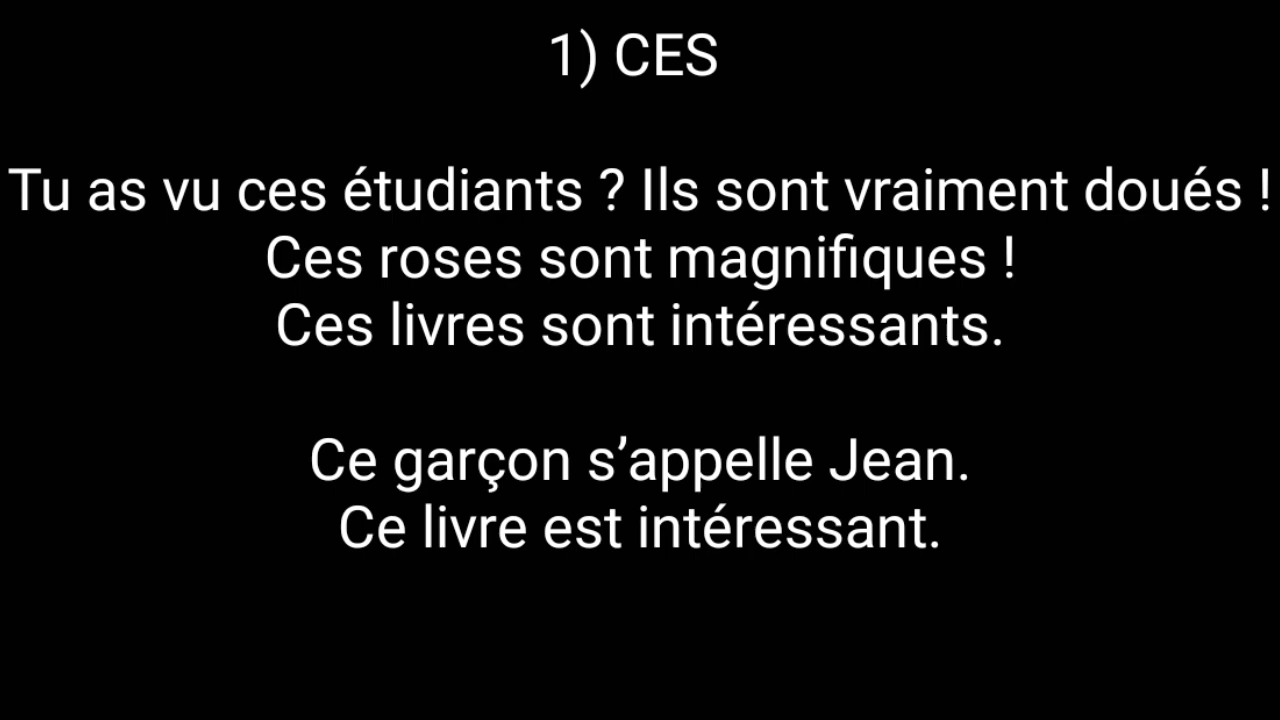 1) CES
Tu as vu ces étudiants ? Ils sont vraiment doués !
Ces roses sont magnifiques !
Ces livres sont intéressants.
Ce garçon s’appelle Jean.
Ce livre est intéressant.